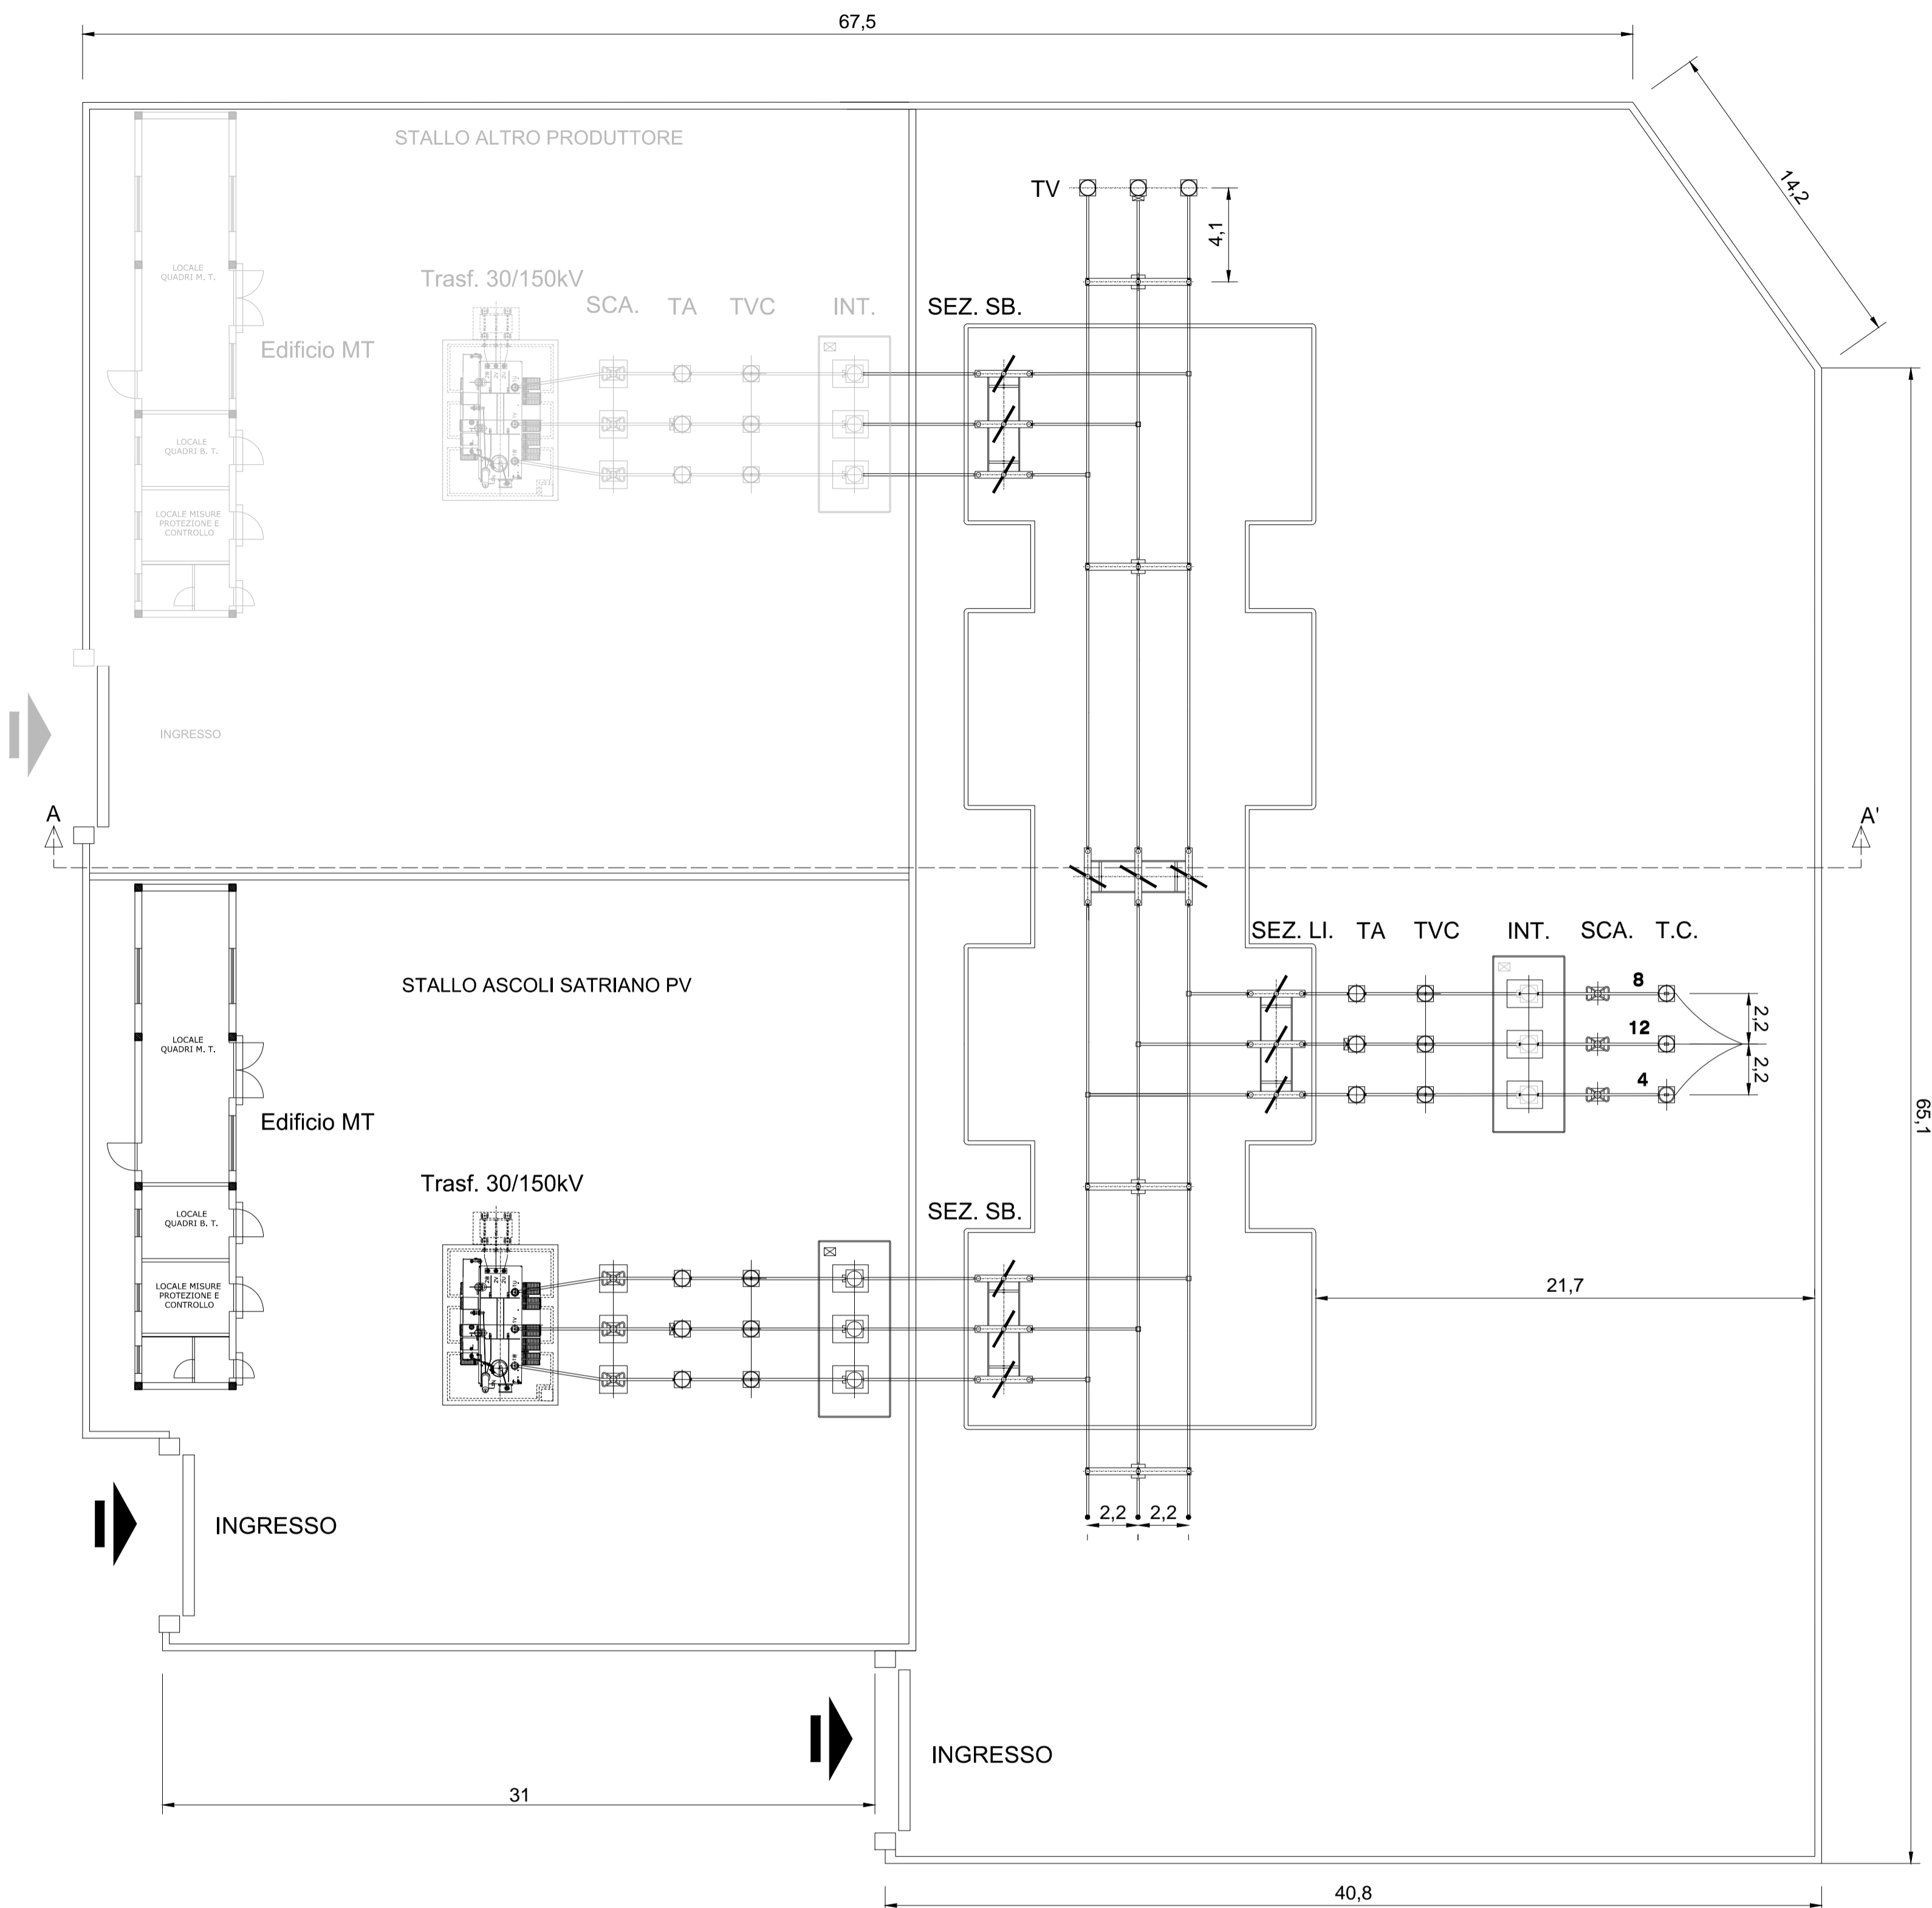 67,5
14,2
STALLO ALTRO PRODUTTORE
TV
4,1
LOCALE
QUADRI M. T.
Trasf. 30/150kV
SCA.
TA
TVC
INT.
SEZ. SB.
Edificio MT
LOCALE
QUADRI B. T.
LOCALE MISURE
PROTEZIONE E
CONTROLLO
INGRESSO
A
A'
SEZ. LI.
TA
TVC
INT.
SCA.
T.C.
STALLO ASCOLI SATRIANO PV
8
12
4
2,2
2,2
65,1
LOCALE
QUADRI M. T.
Edificio MT
Trasf. 30/150kV
SEZ. SB.
LOCALE
QUADRI B. T.
LOCALE MISURE
PROTEZIONE E
CONTROLLO
21,7
2,2
2,2
INGRESSO
INGRESSO
31
40,8